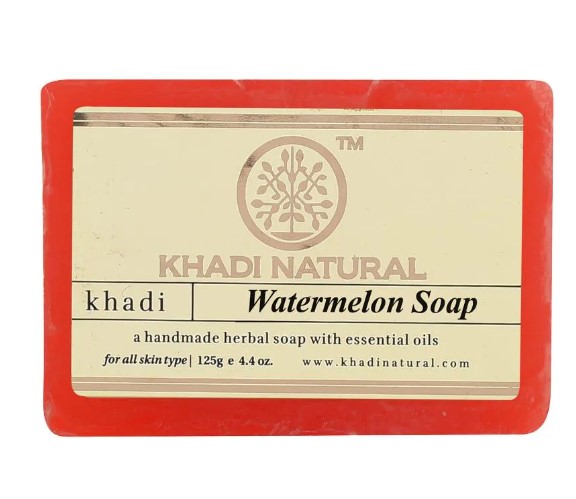 TM
KHADI NATURAL
khadi
Watermelon Soap
a handmade herbal soap with essential oils
for all skin type| 125g e 4.4 oz. www.khadinatural.com